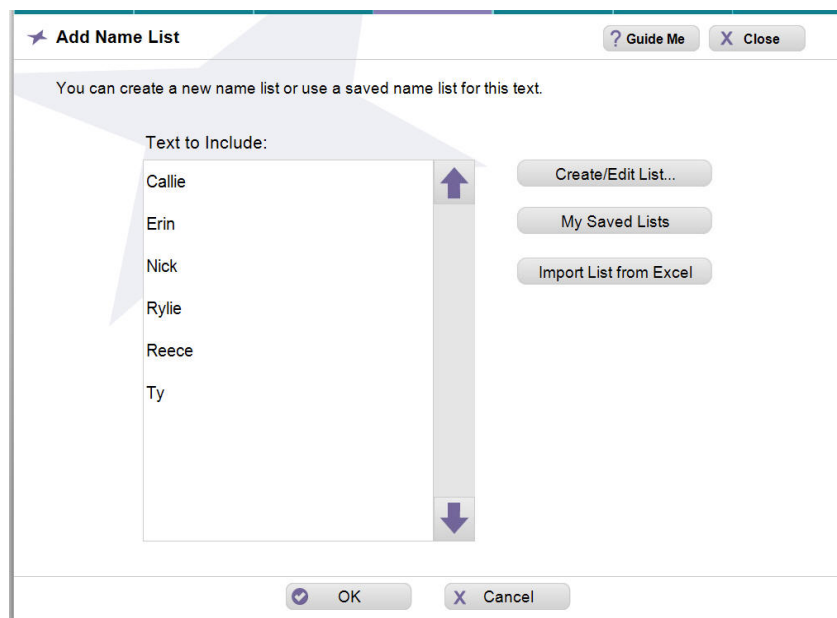 Add Name List
? Guide Me
X Close
You can create a new name list or use a saved name list for this text.
Text to Include:
Callie
Erin
Nick
Rylie
Reece
Ty
Create/Edit List...
My Saved Lists
Import List from Excel
OK
X Cancel